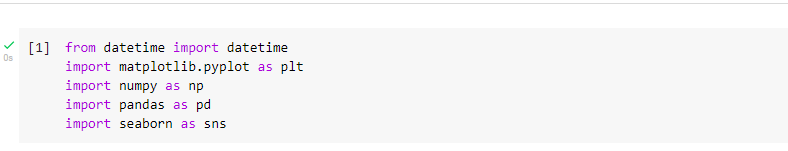 [1] from datetime import datetime
import matplotlib.pyplot as plt
import numpy as np
import pandas as pd
import seaborn as sns
0s